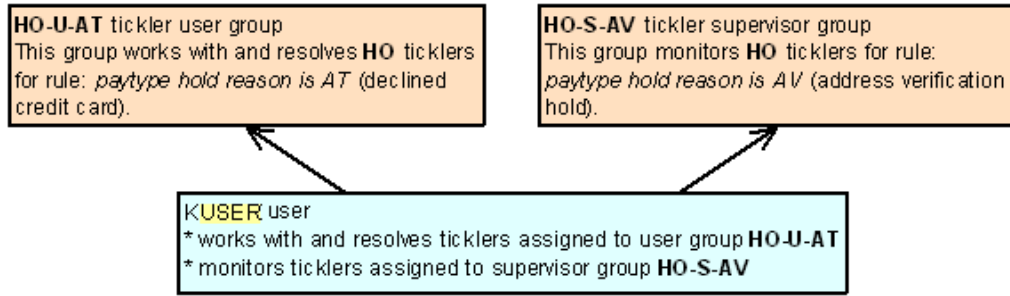 HO-U-AT tickler user group
This group works with and resolves HO ticklers
for rule: paytype hold reason is AT (declined
credit card).
HO-S-AV tickler supervisor group
This group monitors HO ticklers for rule:
paytype hold reason is AV (address verification
hold).
KUSER user
* works with and resolves ticklers assigned to user group HO-U-AT
* monitors ticklers assigned to supervisor group HO-S-AV